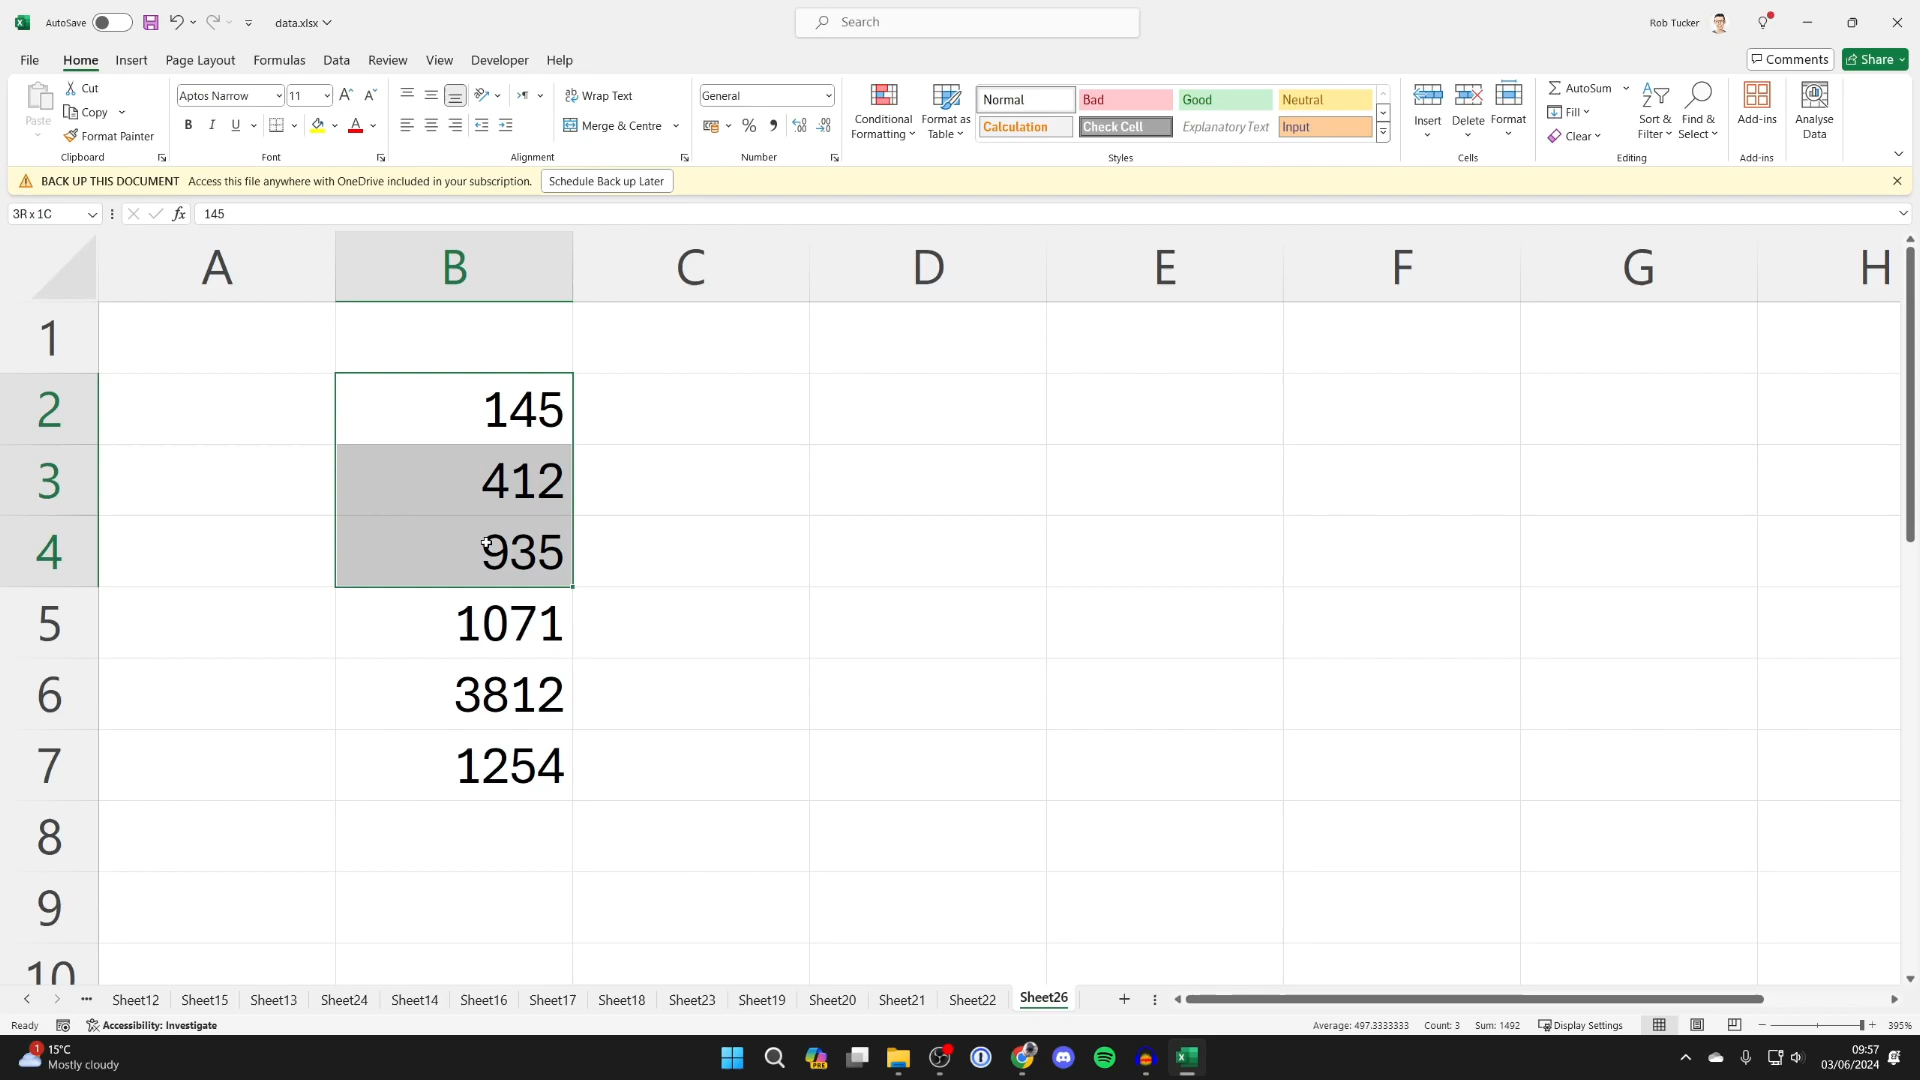 AutoSave data.xlsx Search Rob Tucker
File Home Insert Page Layout Formulas Data Review View Developer Help Comments Share
Paste Cut Copy Format Painter Clipboard
Aptos Narrow 11 B I U Font
Wrap Text Merge & Centre Alignment
General % Number
Conditional Formatting Format as Table
Normal Bad Good Neutral
Calculation Check Cell Explanatory Text Input
Styles
Insert Delete Format Cells
AutoSum Fill Clear Sort & Filter Find & Select Editing
Add-ins Add-ins
Analyse Data
BACK UP THIS DOCUMENT Access this file anywhere with OneDrive included in your subscription. Schedule Back up Later
3R x 1C fx 145
A B C D E F G H
1
2 145
3 412
4 935
5 1071
6 3812
7 1254
8
9
10
Sheet12 Sheet15 Sheet13 Sheet24 Sheet14 Sheet16 Sheet17 Sheet18 Sheet23 Sheet19 Sheet20 Sheet21 Sheet22 Sheet26
Ready Accessibility: Investigate Average: 497.3333333 Count: 3 Sum: 1492 Display Settings 395%
1 15°C PRE 09:57
Mostly cloudy 03/06/2024